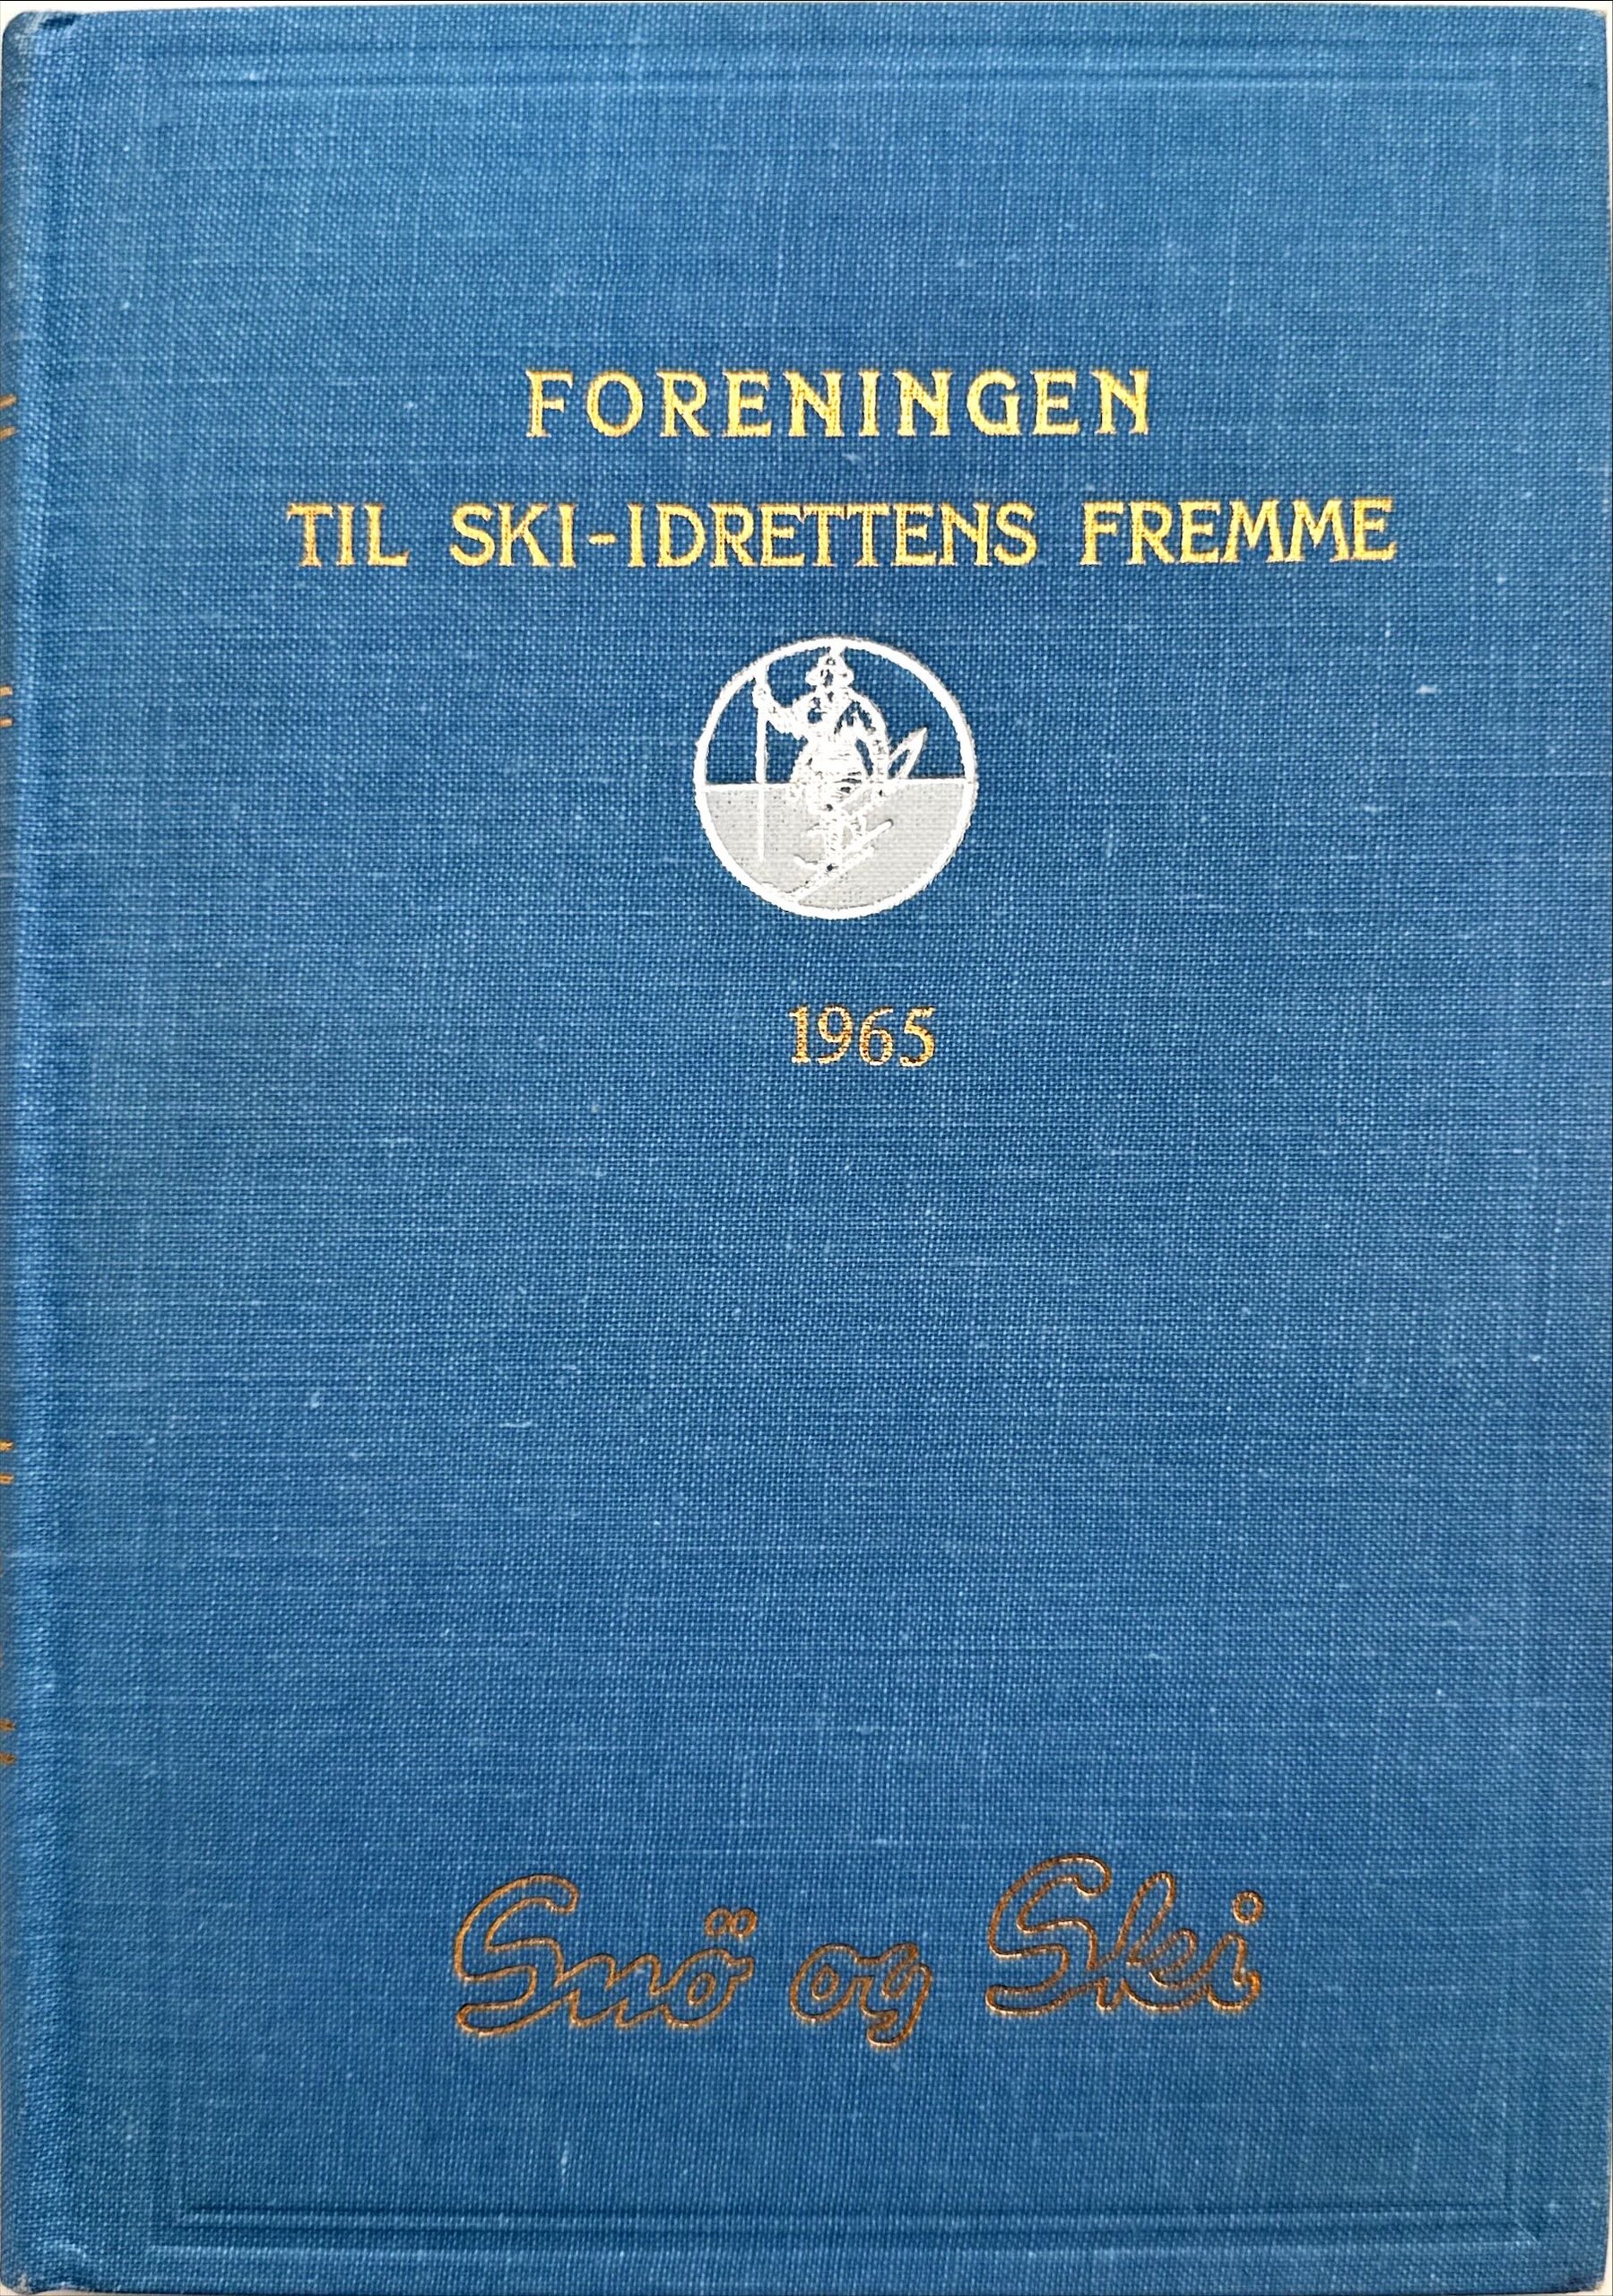 FORENINGEN
TIL SKI-IDRETTENS FREMME
1965
Snö og Ski